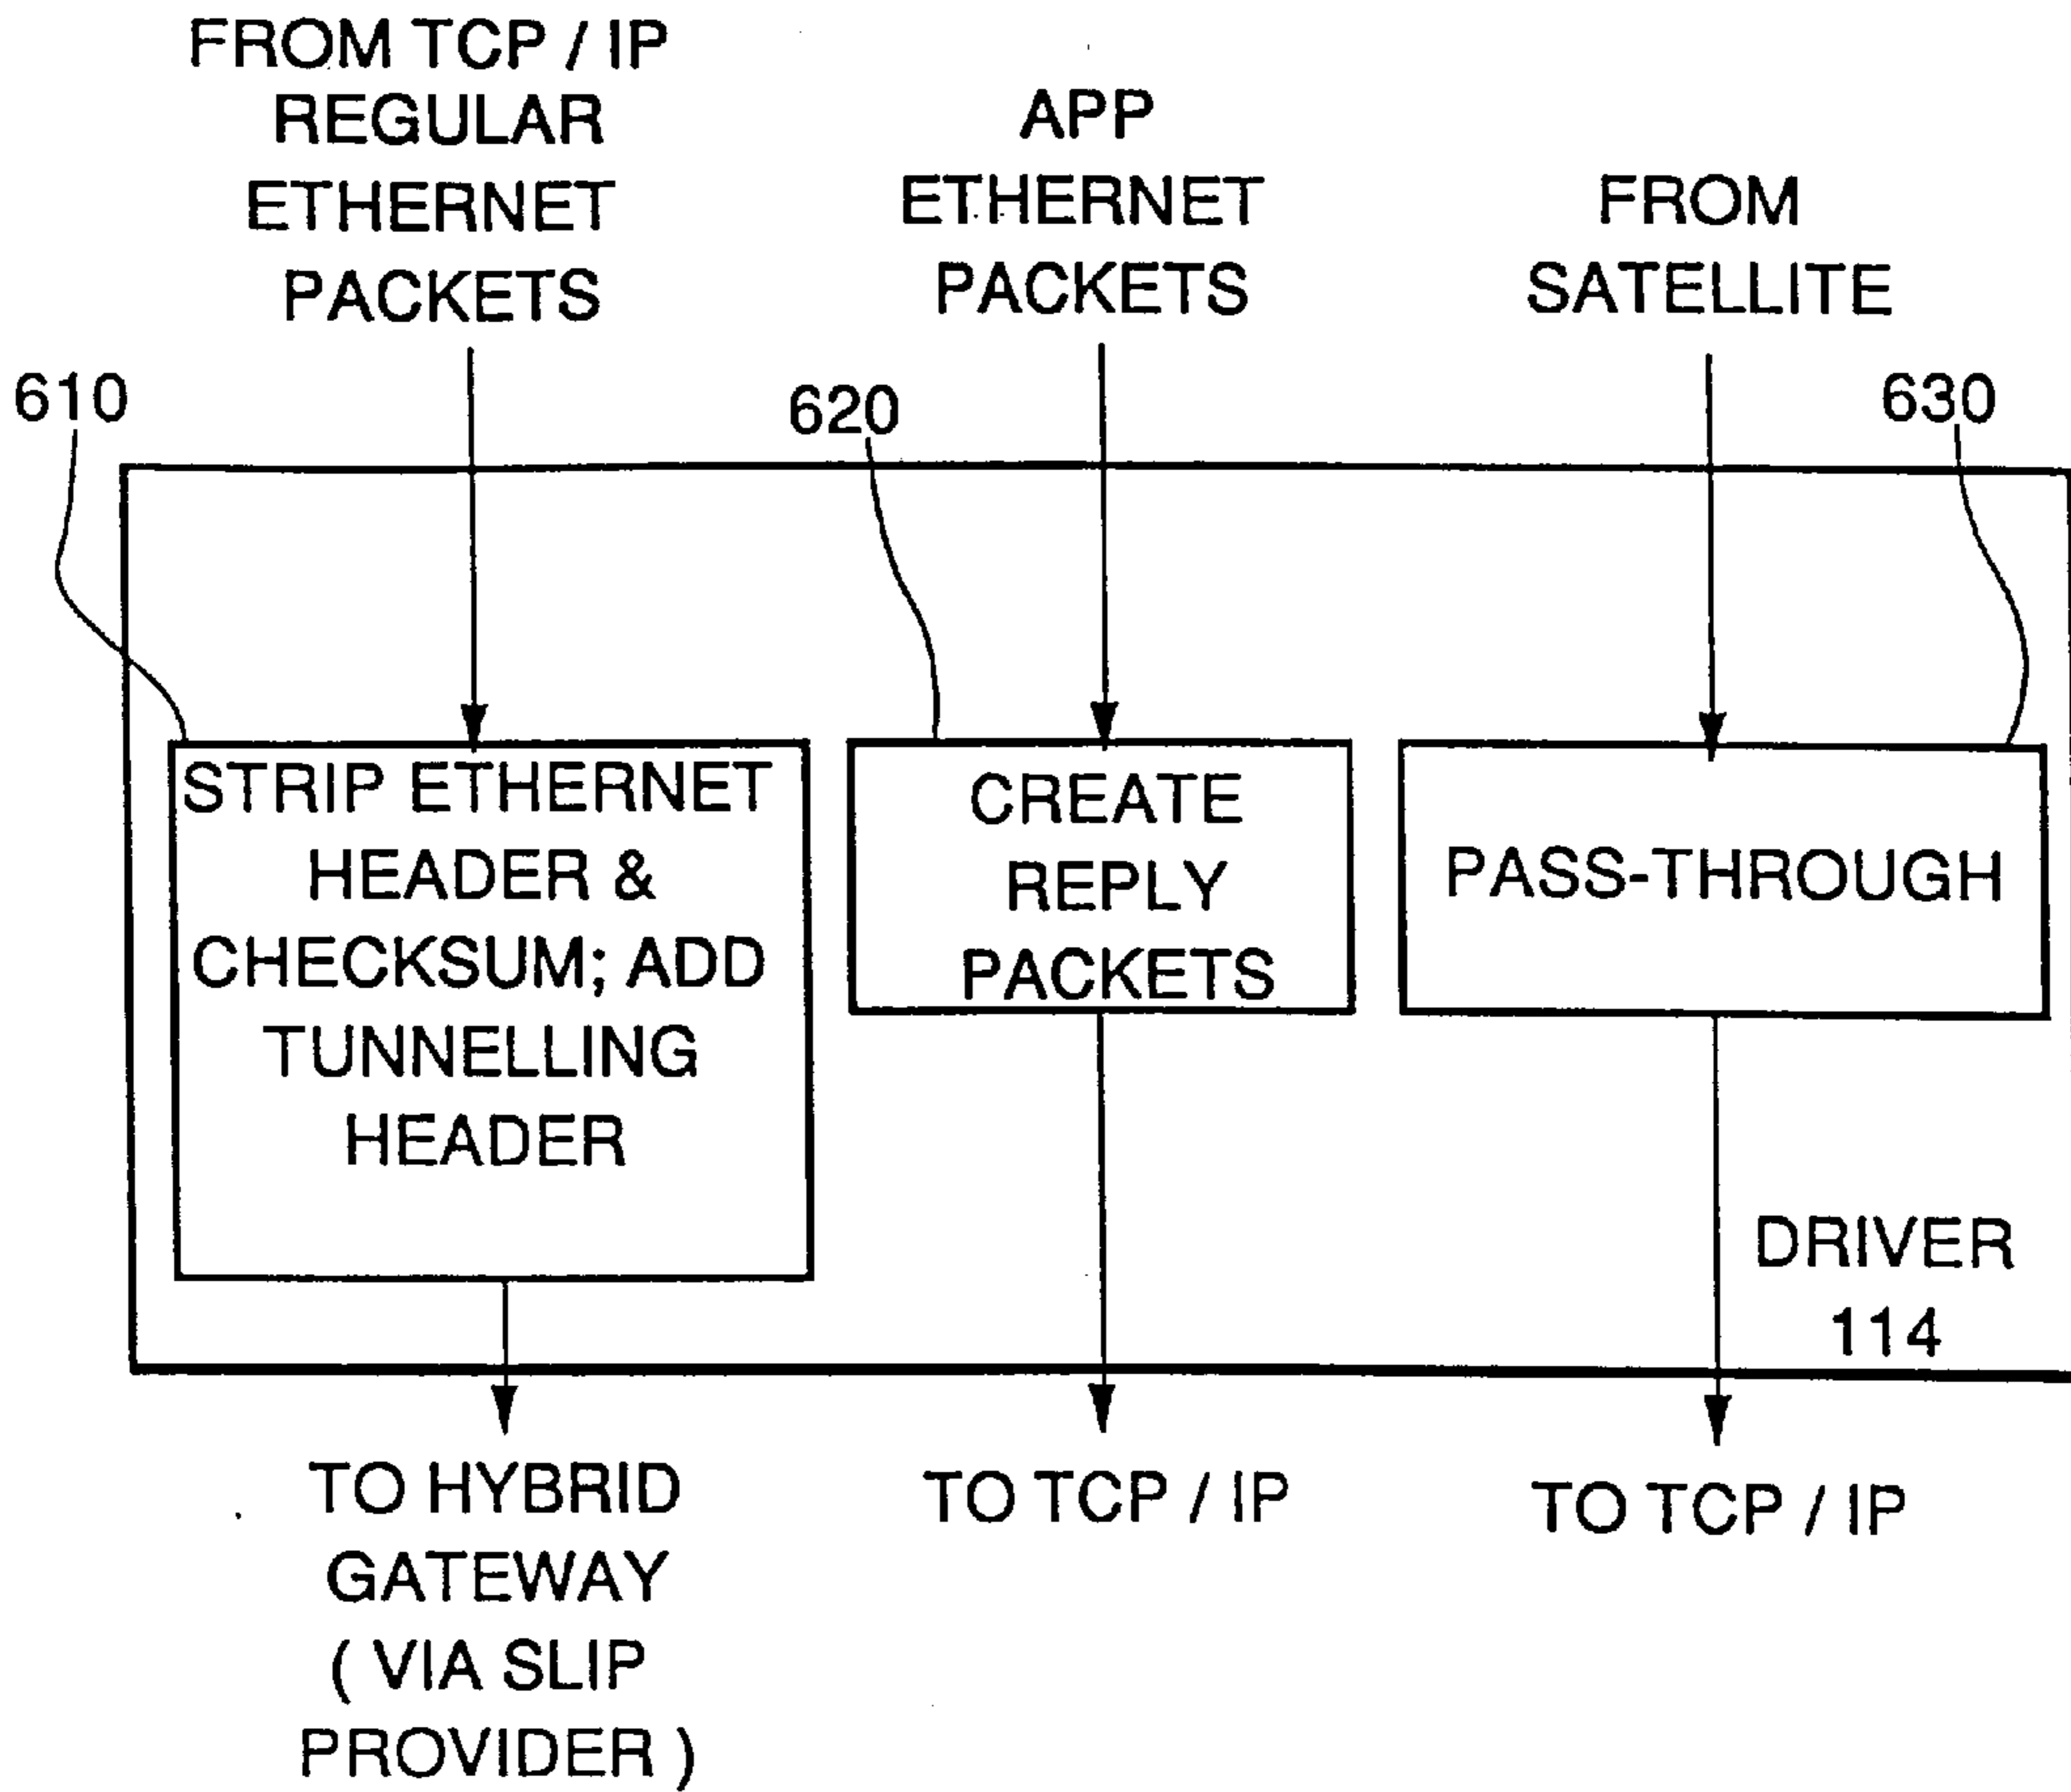 FROM TCP / IP
REGULAR
ETHERNET
PACKETS
APP
ETHERNET
PACKETS
FROM
SATELLITE
610
620
630
STRIP ETHERNET
HEADER &
CHECKSUM; ADD
TUNNELLING
HEADER
CREATE
REPLY
PACKETS
PASS-THROUGH
DRIVER
114
TO HYBRID
GATEWAY
( VIA SLIP
PROVIDER )
TO TCP / IP
TO TCP / IP